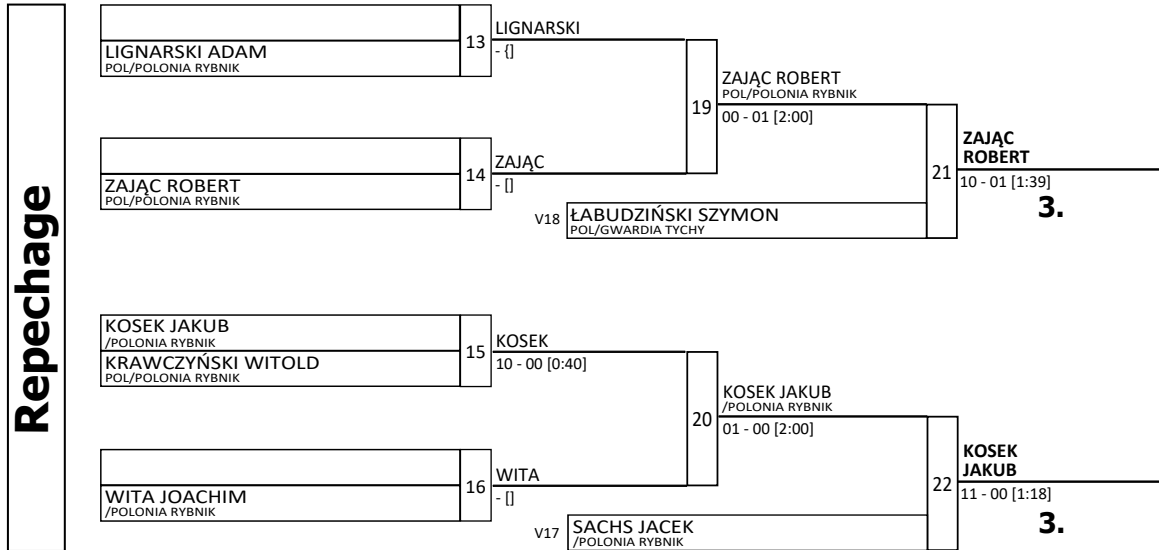 Repechage
LIGNARSKI ADAM
POL/POLONIA RYBNIK
13
LIGNARSKI
- {]
ZAJĄC ROBERT
POL/POLONIA RYBNIK
14
ZAJĄC
- []
19
ZAJĄC ROBERT
POL/POLONIA RYBNIK
00 - 01 [2:00]
V18
ŁABUDZIŃSKI SZYMON
POL/GWARDIA TYCHY
21
ZAJĄC
ROBERT
10 - 01 [1:39]
3.
KOSEK JAKUB
/POLONIA RYBNIK
KRAWCZYŃSKI WITOLD
POL/POLONIA RYBNIK
15
KOSEK
10 - 00 [0:40]
WITA JOACHIM
/POLONIA RYBNIK
16
WITA
- []
20
KOSEK JAKUB
/POLONIA RYBNIK
01 - 00 [2:00]
V17
SACHS JACEK
/POLONIA RYBNIK
22
KOSEK
JAKUB
11 - 00 [1:18]
3.